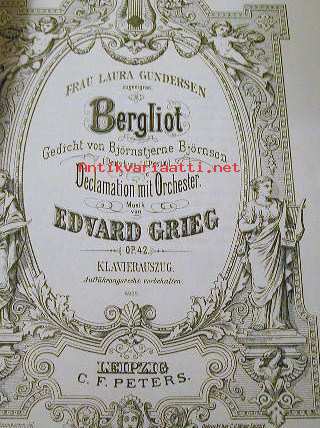 FRAU LAURA GUNDERSEN
zugeeignet.
Bergliot
Gedicht von Björnstjerne Björnson
Antikvariaatti.net
Declamation mit Orchester.
Musik
von
EDVARD GRIEG
OP. 42.
KLAVIERAUSZUG.
Aufführungsrecht vorbehalten.
LEIPZIG
C. F. PETERS.